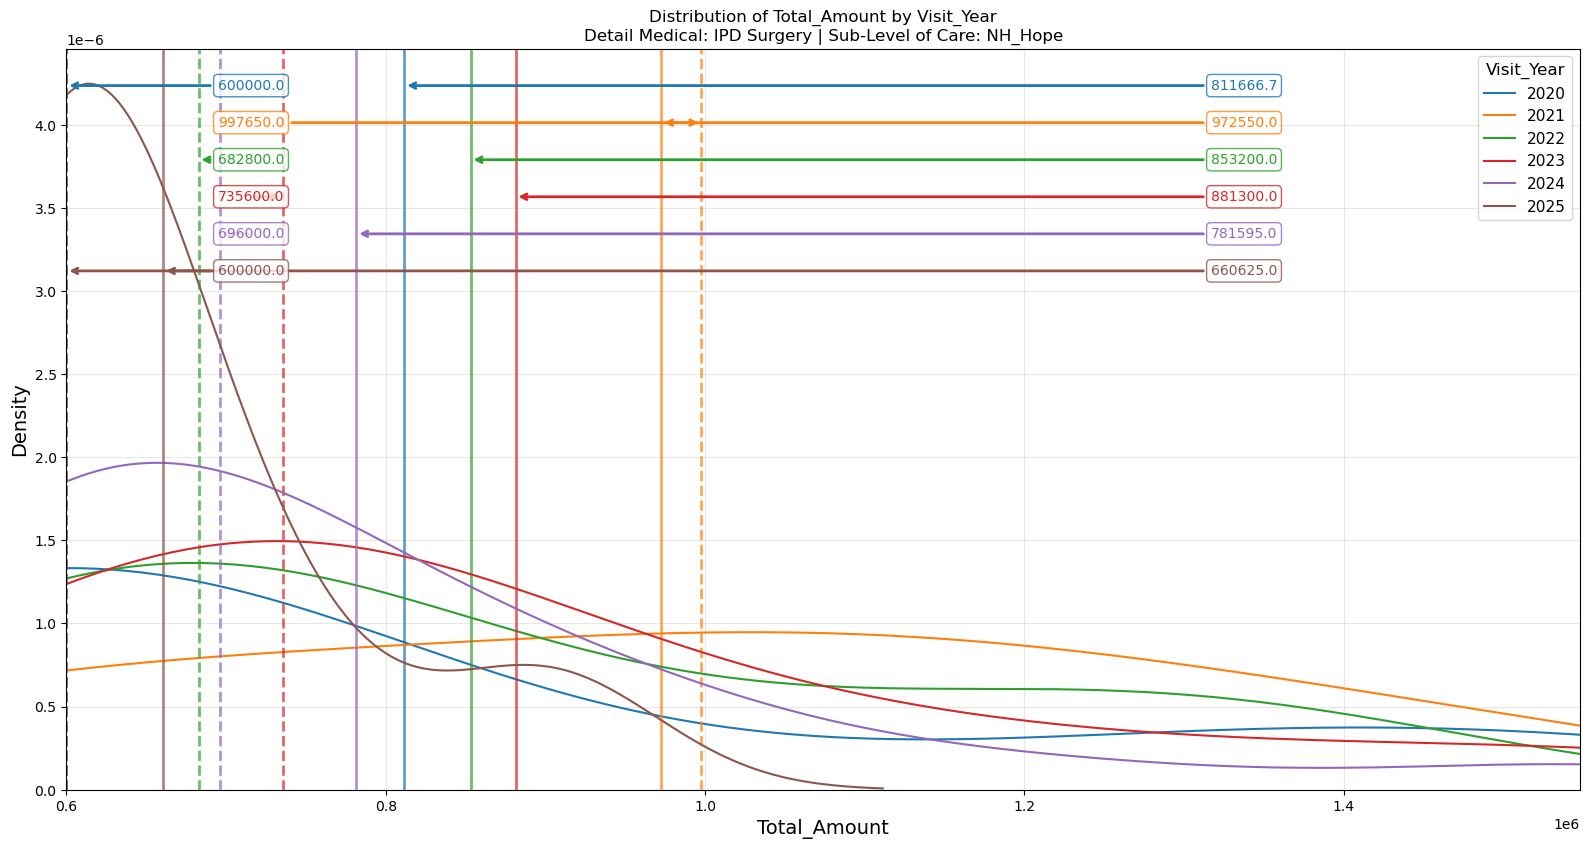 Distribution of Total_Amount by Visit_Year
Detail Medical: IPD Surgery | Sub-Level of Care: NH_Hope
1e−6
Visit_Year
2020
2021
2022
2023
2024
2025
600000.0 811666.7
997650.0 972550.0
682800.0 853200.0
735600.0 881300.0
696000.0 781595.0
600000.0 660625.0
4.0
3.5
3.0
2.5
2.0
1.5
1.0
0.5
0.0
Density
0.6 0.8 1.0 1.2 1.4
1e6
Total_Amount